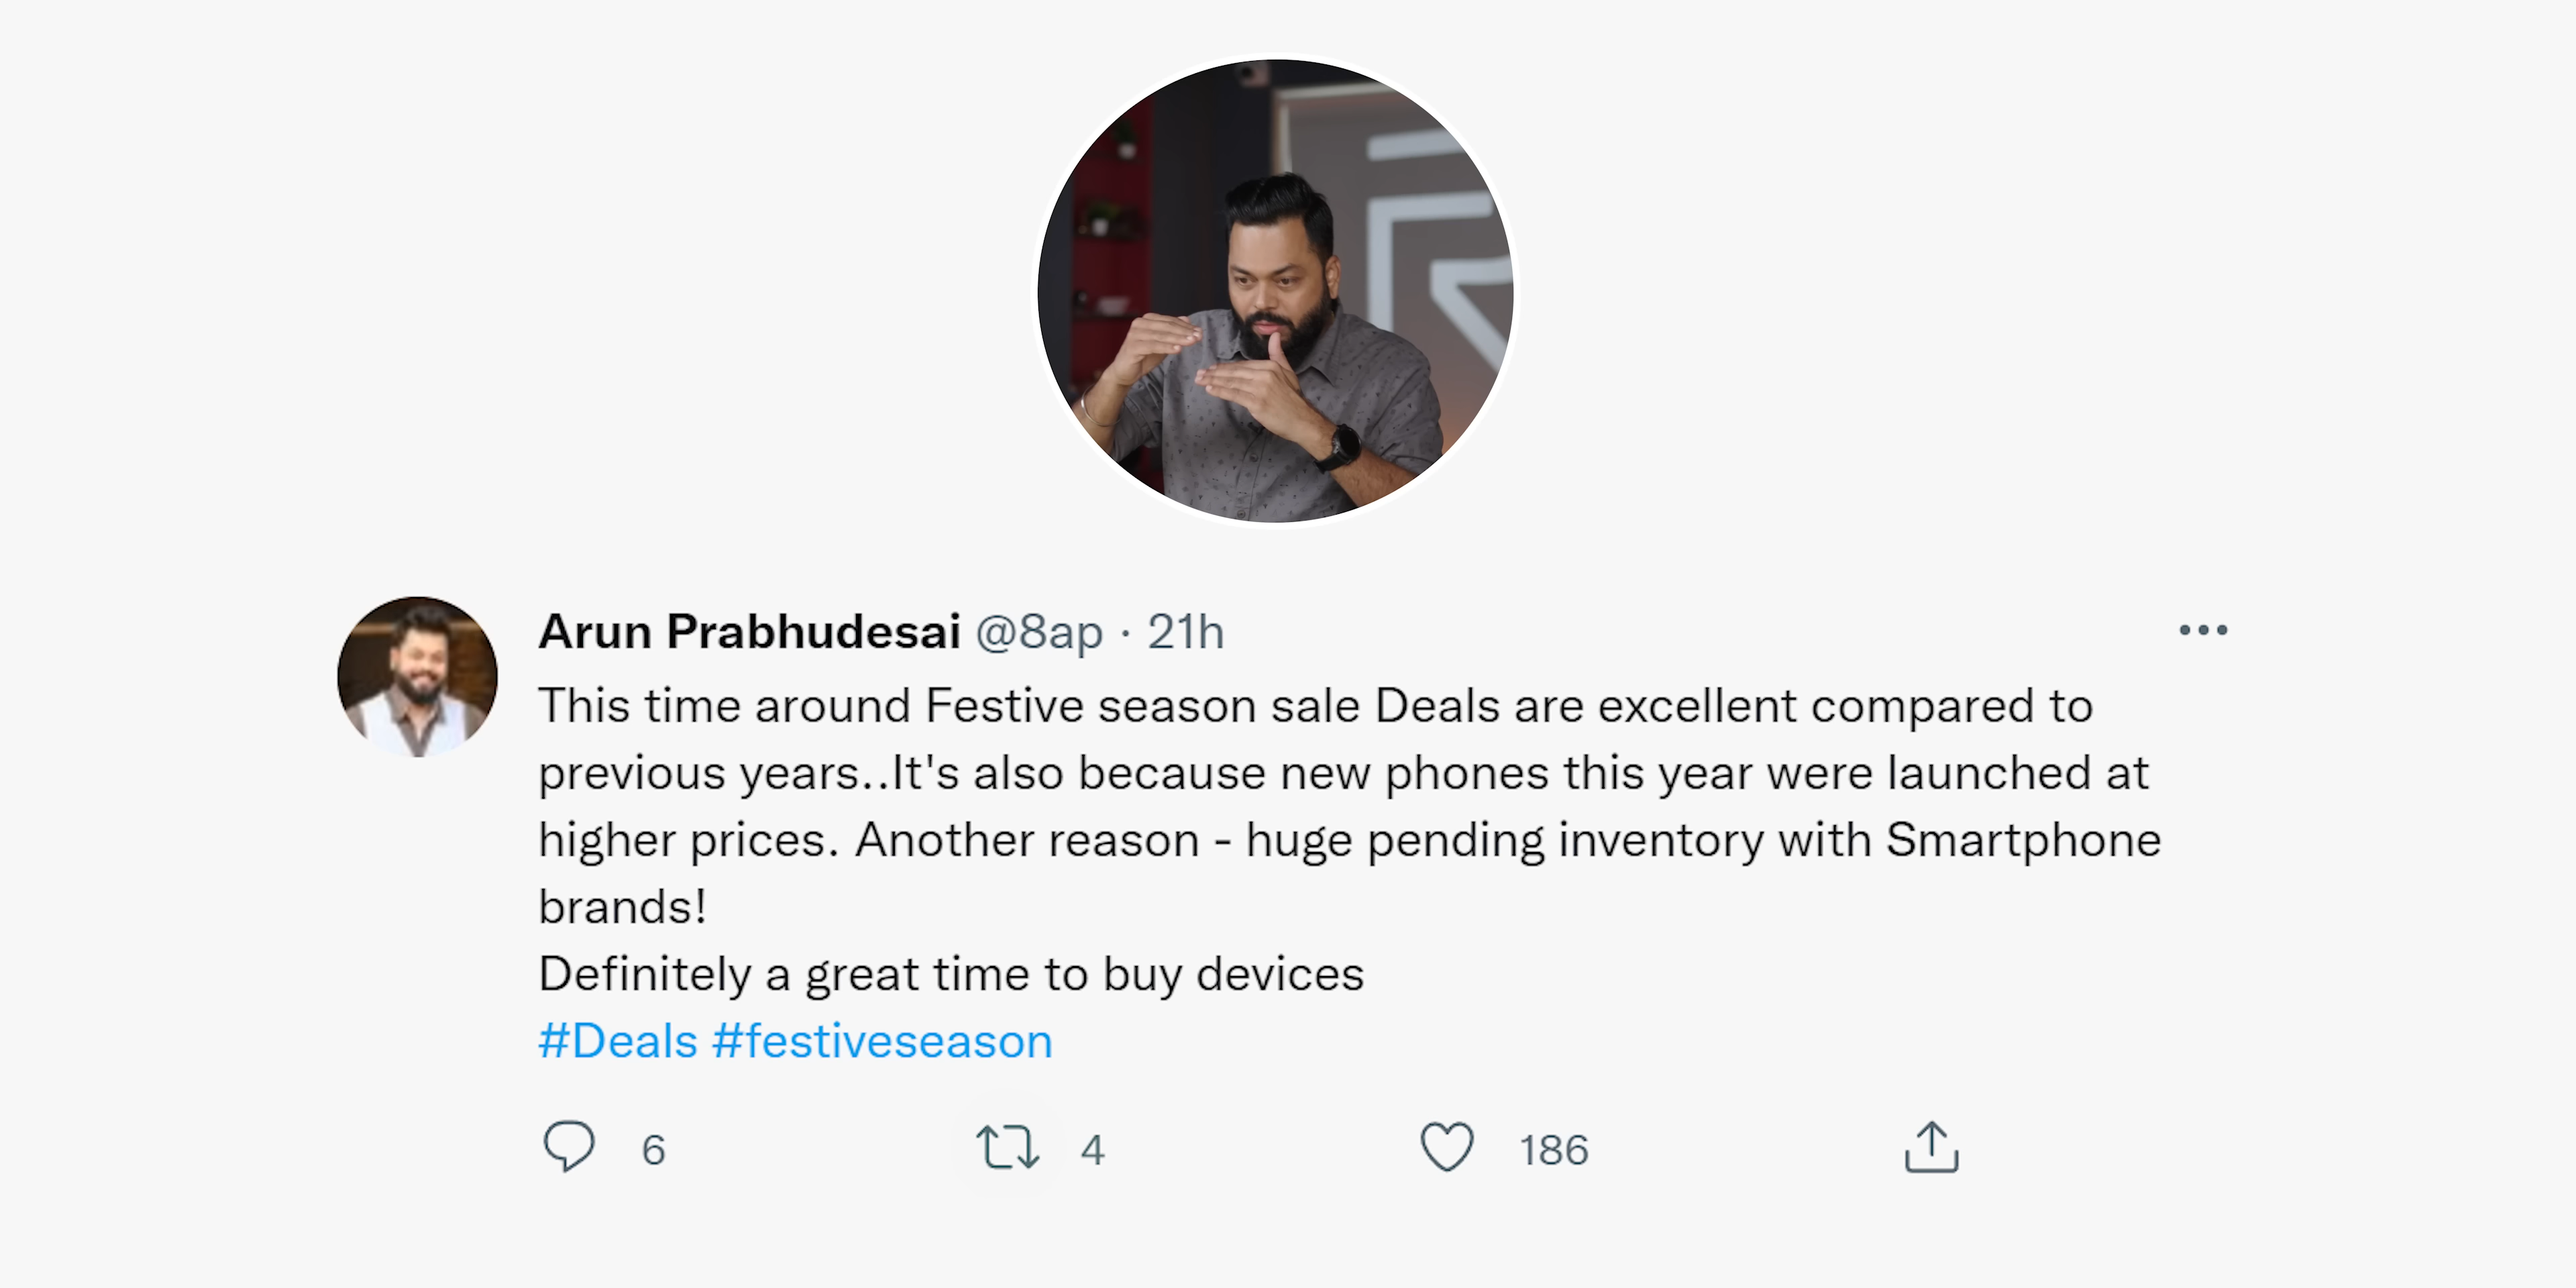 Arun Prabhudesai @8ap · 21h
This time around Festive season sale Deals are excellent compared to
previous years..It's also because new phones this year were launched at
higher prices. Another reason - huge pending inventory with Smartphone
brands!
Definitely a great time to buy devices
#Deals #festiveseason
6 4 186